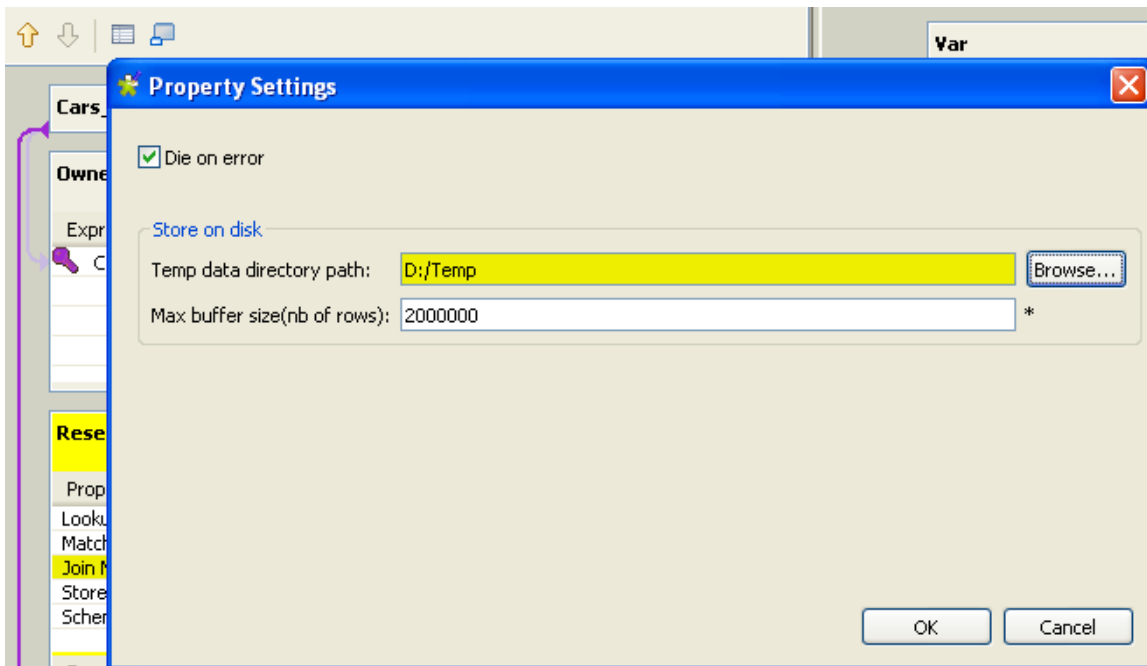 Var
Property Settings
Cars_
Die on error
Owne
Expr
Store on disk
C
Temp data directory path: D:/Temp Browse...
Max buffer size(nb of rows): 2000000 *
Rese
Prop
Looku
Match
Join M
Store
Schem
OK Cancel